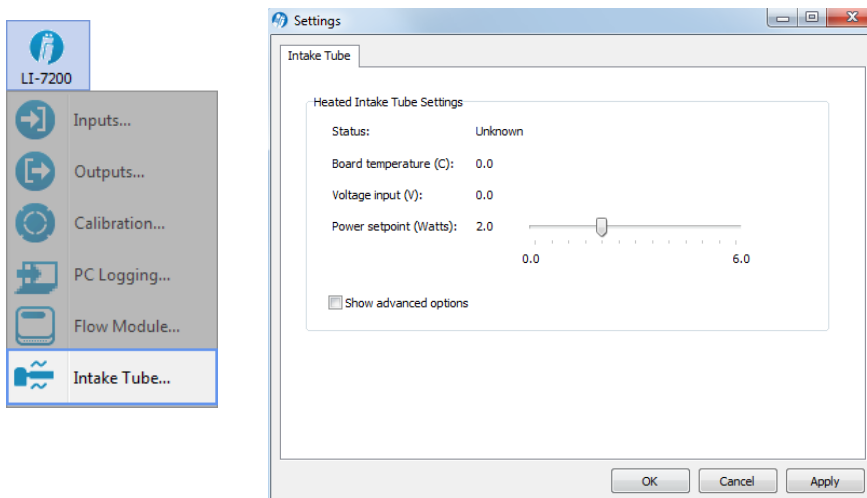 LI-7200
Inputs...
Outputs...
Calibration...
PC Logging...
Flow Module...
Intake Tube...
Settings
Intake Tube
Heated Intake Tube Settings
Status: Unknown
Board temperature (C): 0.0
Voltage input (V): 0.0
Power setpoint (Watts): 2.0
0.0 6.0
Show advanced options
OK Cancel Apply